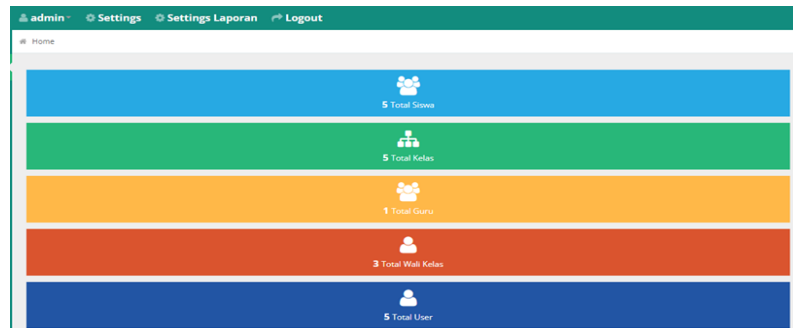 admin Settings Settings Laporan Logout
Home
5 Total Siswa
5 Total Kelas
1 Total Guru
3 Total Wali Kelas
5 Total User